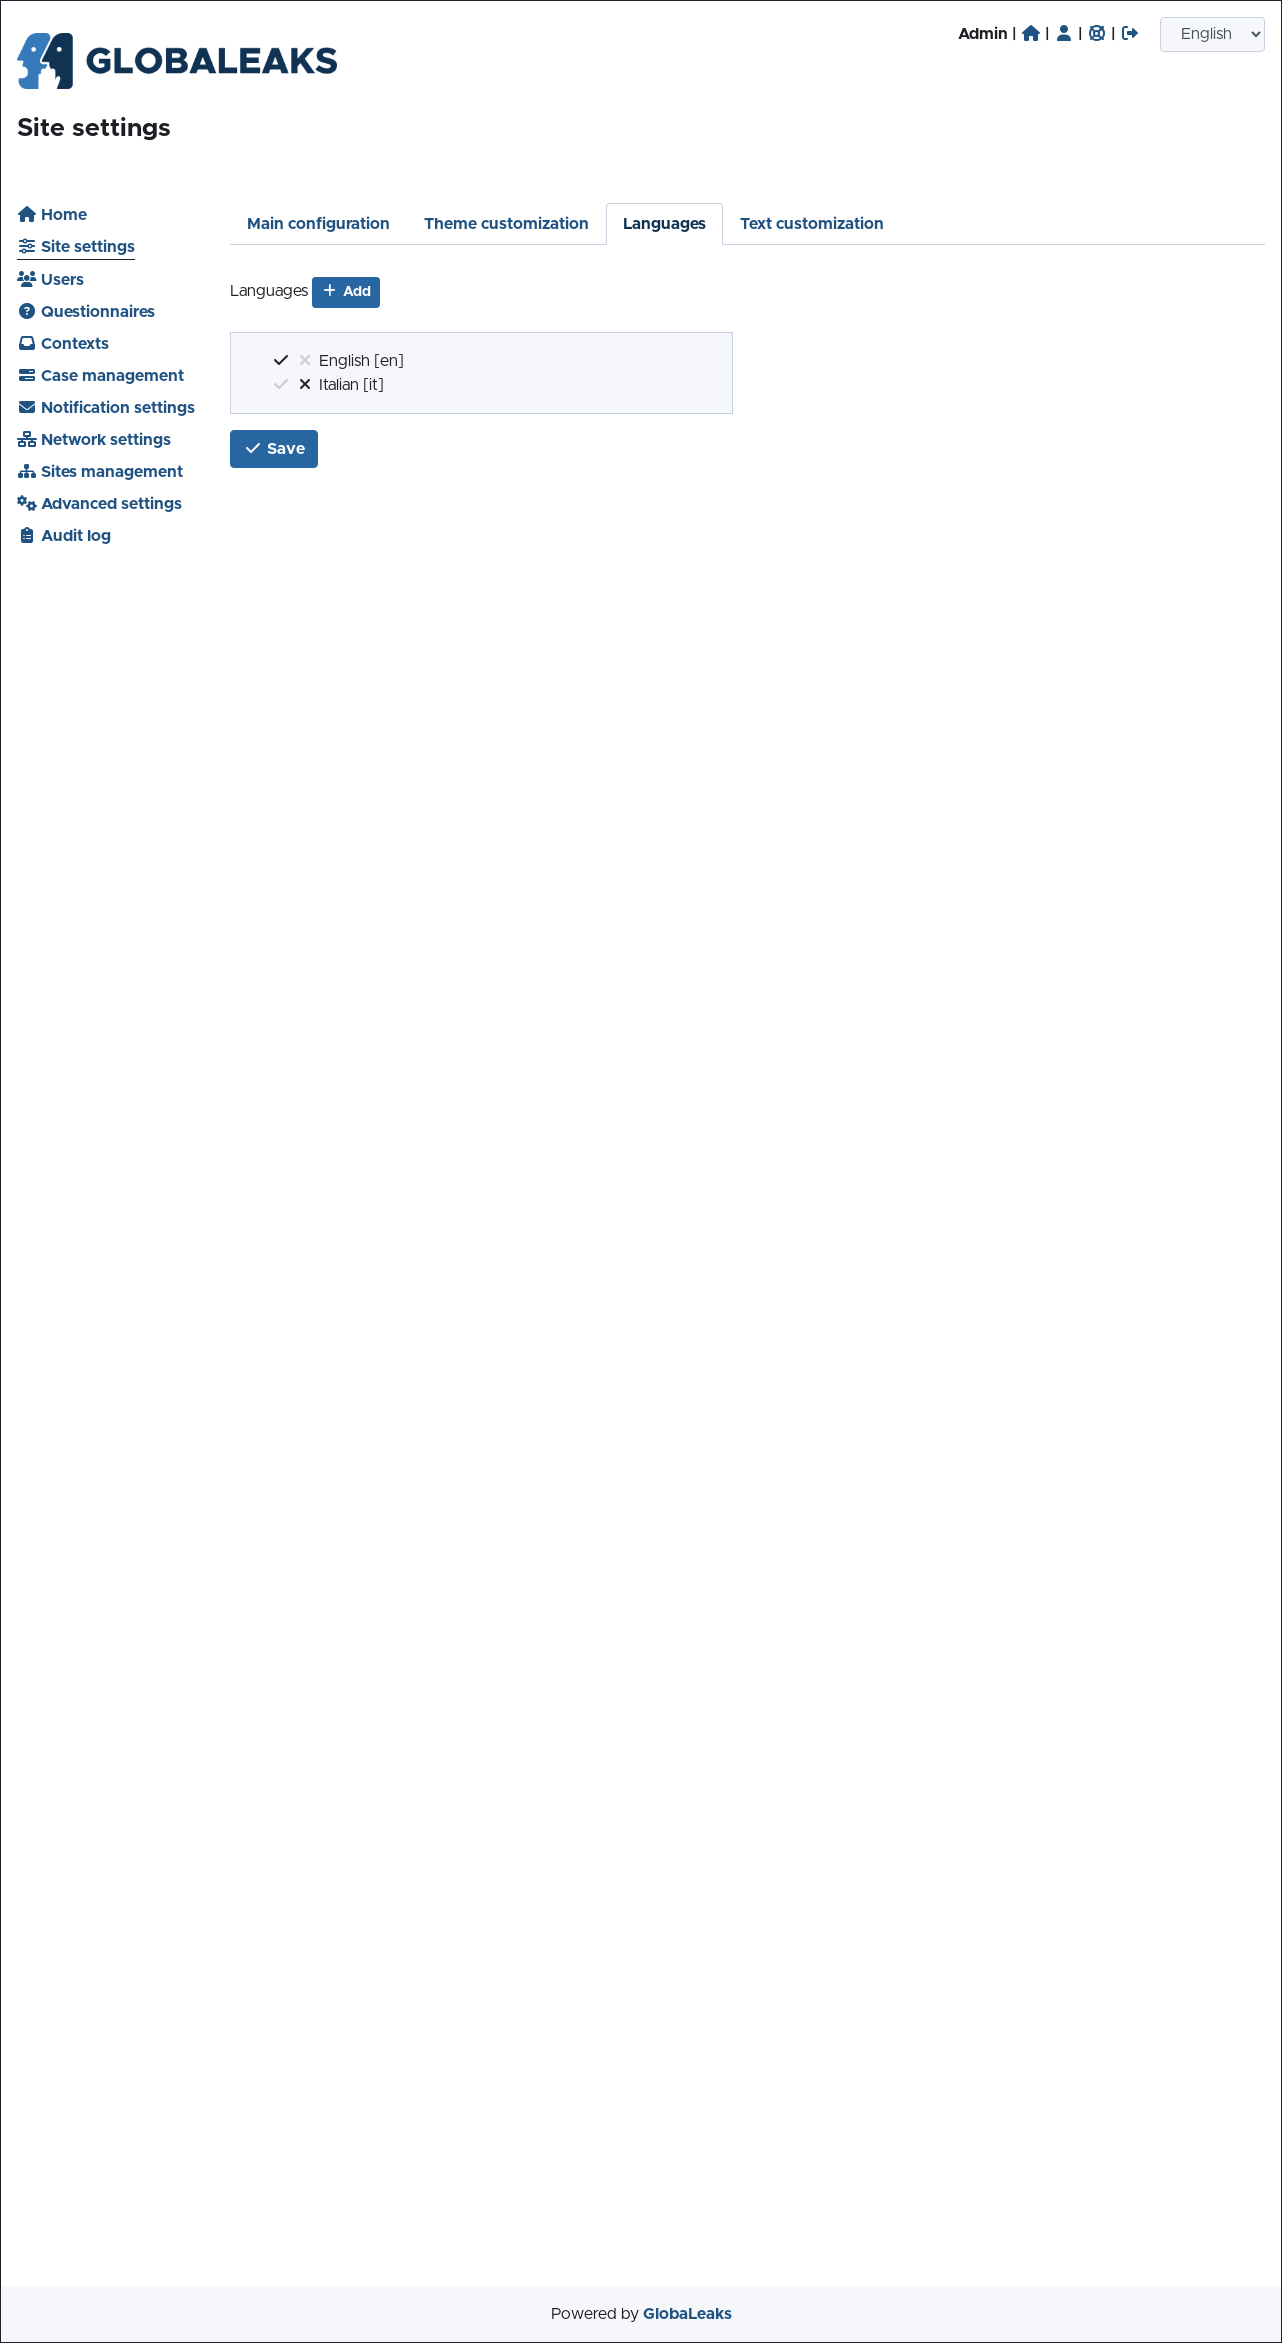 Admin | | | | English
GLOBALEAKS
Site settings
Home
Site settings
Users
Questionnaires
Contexts
Case management
Notification settings
Network settings
Sites management
Advanced settings
Audit log
Main configuration Theme customization Languages Text customization
Languages Add
English [en]
Italian [it]
Save
Powered by GlobaLeaks